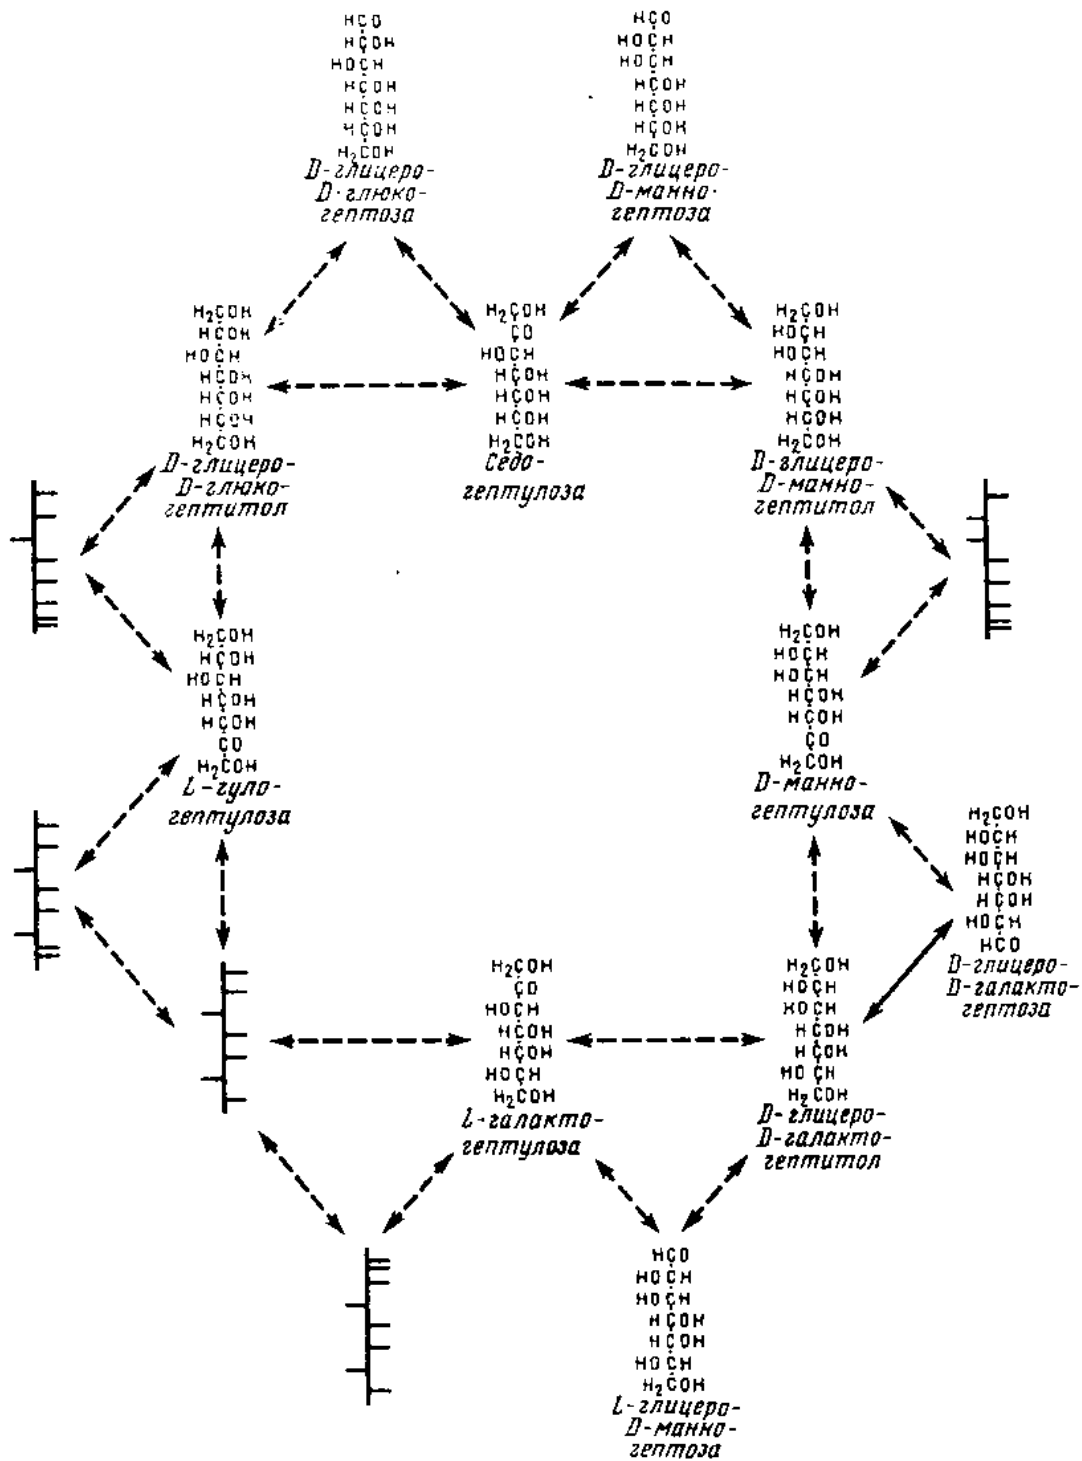 HCO
HCOH
HOCH
HCOH
HCOH
HCOH
H₂COH
D-глицеро-
D-глюко-
гептоза
HCO
HOCH
HOCH
HCOH
HCOH
HCOH
H₂COH
D-глицеро-
D-манно-
гептоза
H₂COH
HCOH
HOCH
HCOH
HCOH
HCOH
H₂COH
D-глицеро-
D-глюко-
гептитол
H₂COH
CO
HOCH
HCOH
HCOH
HCOH
H₂COH
Седо-
гептулоза
H₂COH
HOCH
HOCH
HCOH
HCOH
HCOH
H₂COH
D-глицеро-
D-манно-
гептитол
H₂COH
HCOH
HOCH
HCOH
HCOH
CO
H₂COH
L-гуло-
гептулоза
H₂COH
HOCH
HOCH
HCOH
HCOH
CO
H₂COH
D-манно-
гептулоза
H₂COH
HOCH
HOCH
HCOH
HCOH
HOCH
HCO
D-глицеро-
D-галакто-
гептоза
H₂COH
CO
HOCH
HCOH
HCOH
HOCH
H₂COH
L-галакто-
гептулоза
H₂COH
HOCH
HOCH
HCOH
HCOH
HOCH
H₂COH
D-глицеро-
D-галакто-
гептитол
HCO
HOCH
HOCH
HCOH
HCOH
HOCH
H₂COH
L-глицеро-
D-манно-
гептоза